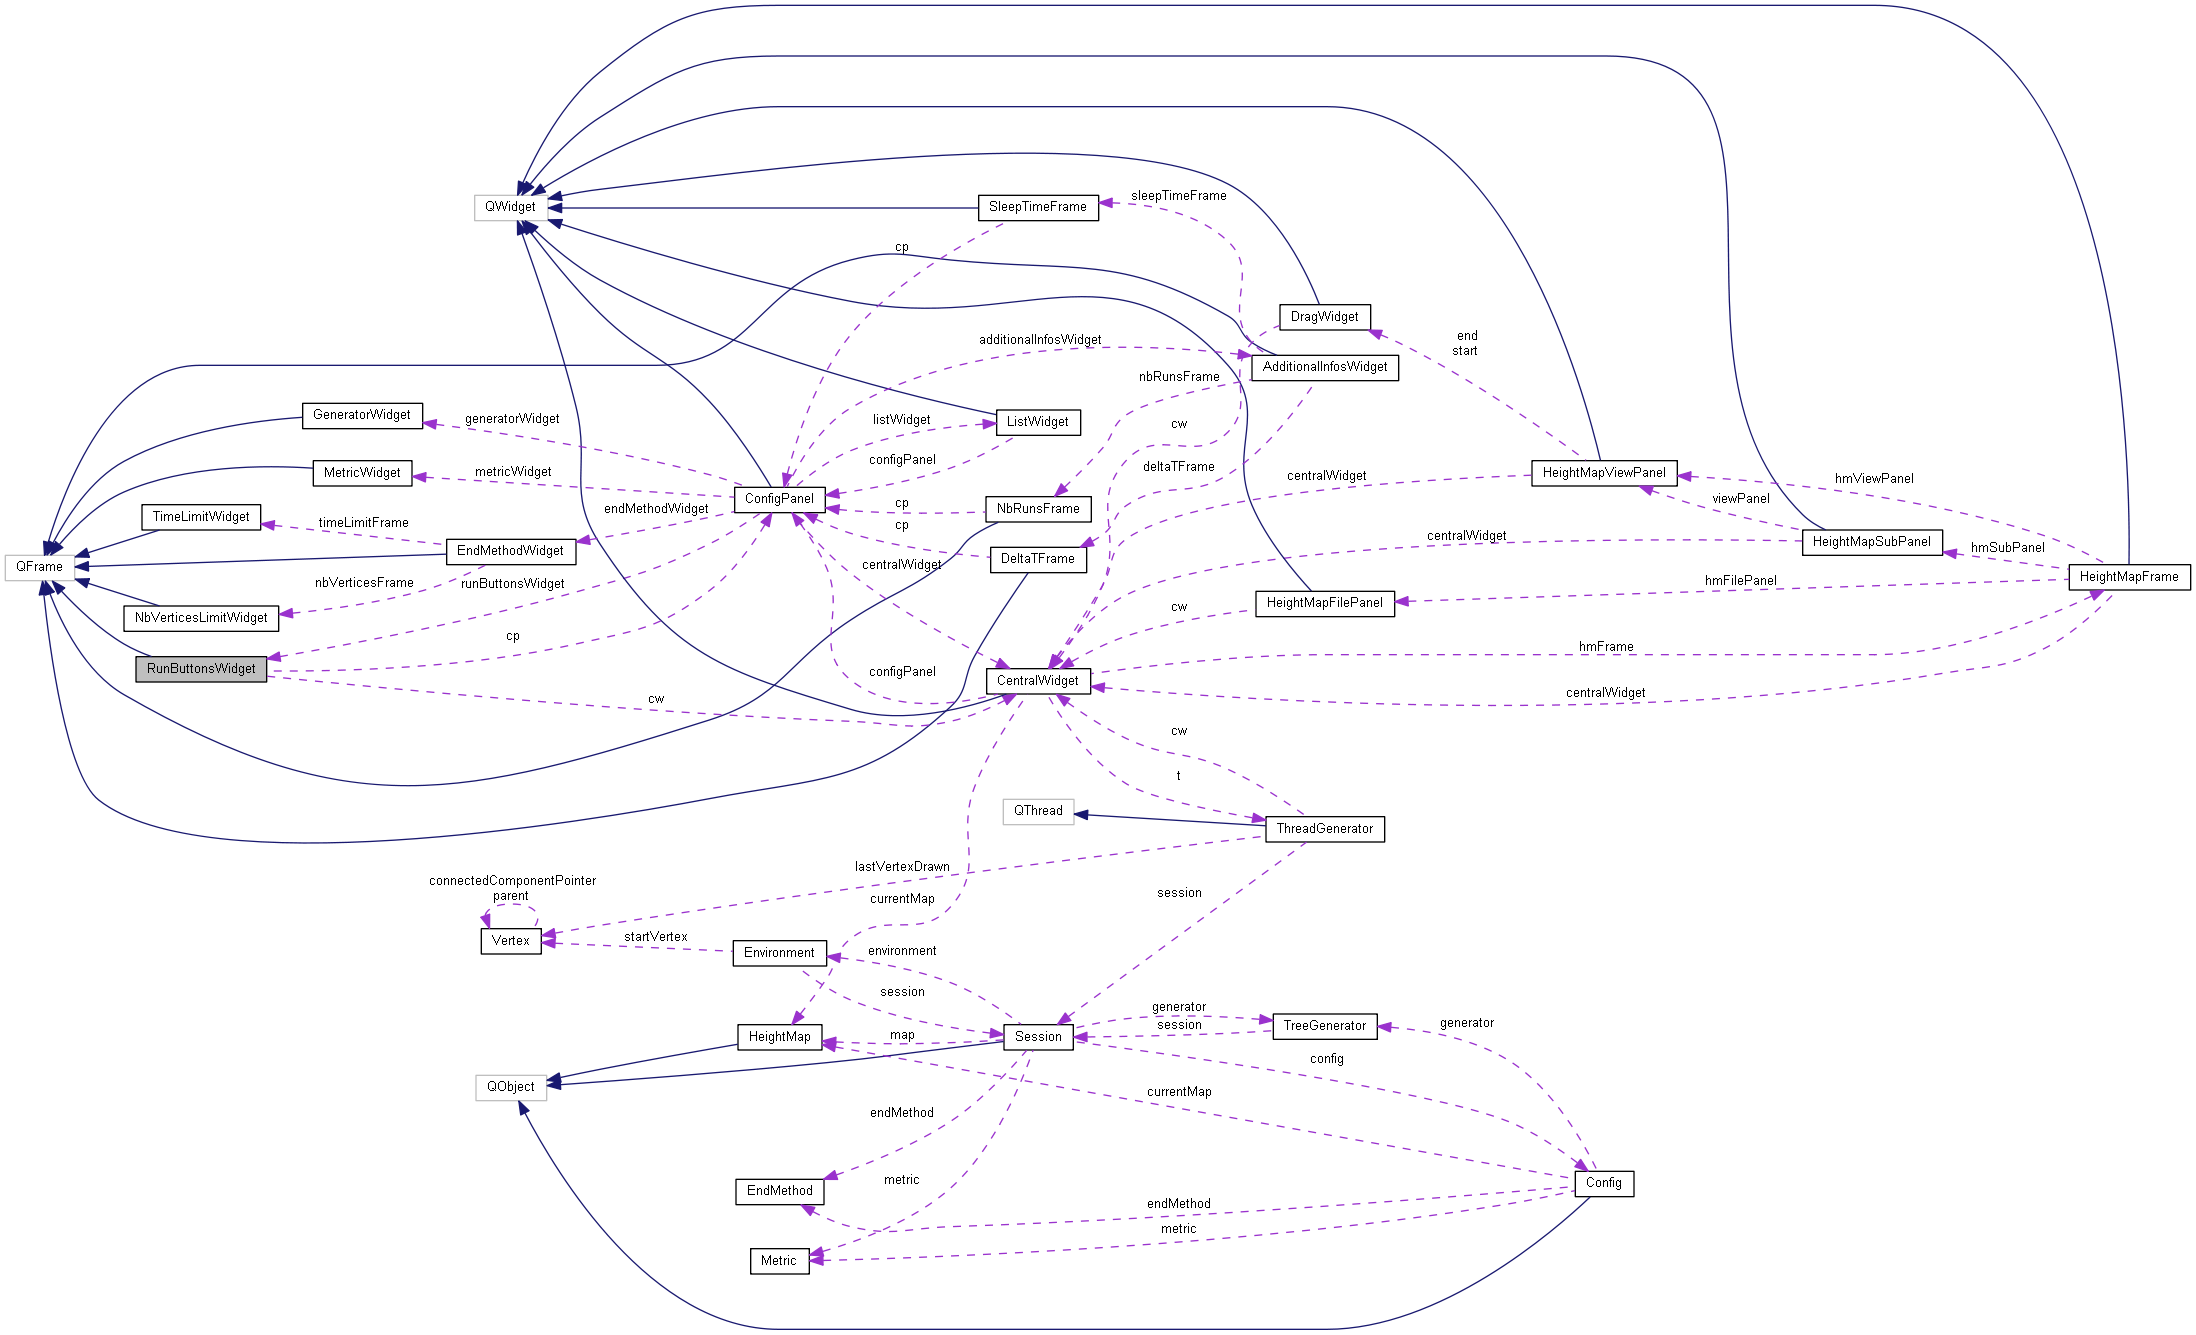 QWidget
SleepTimeFrame
sleepTimeFrame
cp
DragWidget
end
start
additionalInfosWidget
AdditionalInfosWidget
nbRunsFrame
GeneratorWidget
generatorWidget
listWidget
ListWidget
cw
MetricWidget
metricWidget
configPanel
deltaTFrame
centralWidget
HeightMapViewPanel
hmViewPanel
ConfigPanel
viewPanel
TimeLimitWidget
timeLimitFrame
endMethodWidget
cp
NbRunsFrame
cp
centralWidget
HeightMapSubPanel
hmSubPanel
QFrame
EndMethodWidget
DeltaTFrame
centralWidget
HeightMapFrame
nbVerticesFrame
runButtonsWidget
hmFilePanel
NbVerticesLimitWidget
cw
HeightMapFilePanel
cp
RunButtonsWidget
configPanel
CentralWidget
hmFrame
cw
centralWidget
cw
t
QThread
ThreadGenerator
connectedComponentPointer
parent
lastVertexDrawn
currentMap
session
Vertex
startVertex
Environment
environment
session
HeightMap
map
Session
generator
session
TreeGenerator
generator
QObject
config
currentMap
endMethod
EndMethod
metric
Config
endMethod
metric
Metric